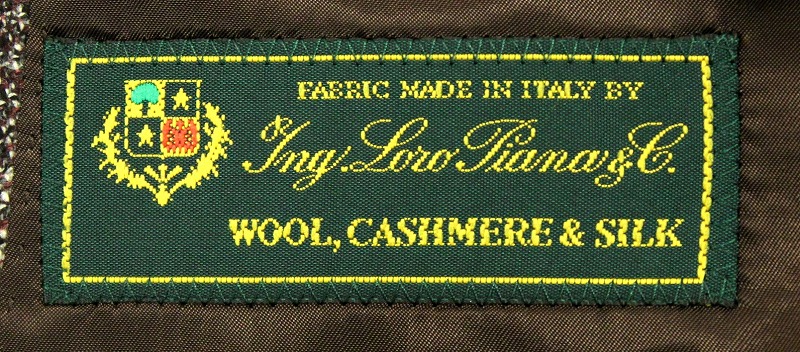 FABRIC MADE IN ITALY BY
Ing. Loro Piana & C.
WOOL, CASHMERE & SILK